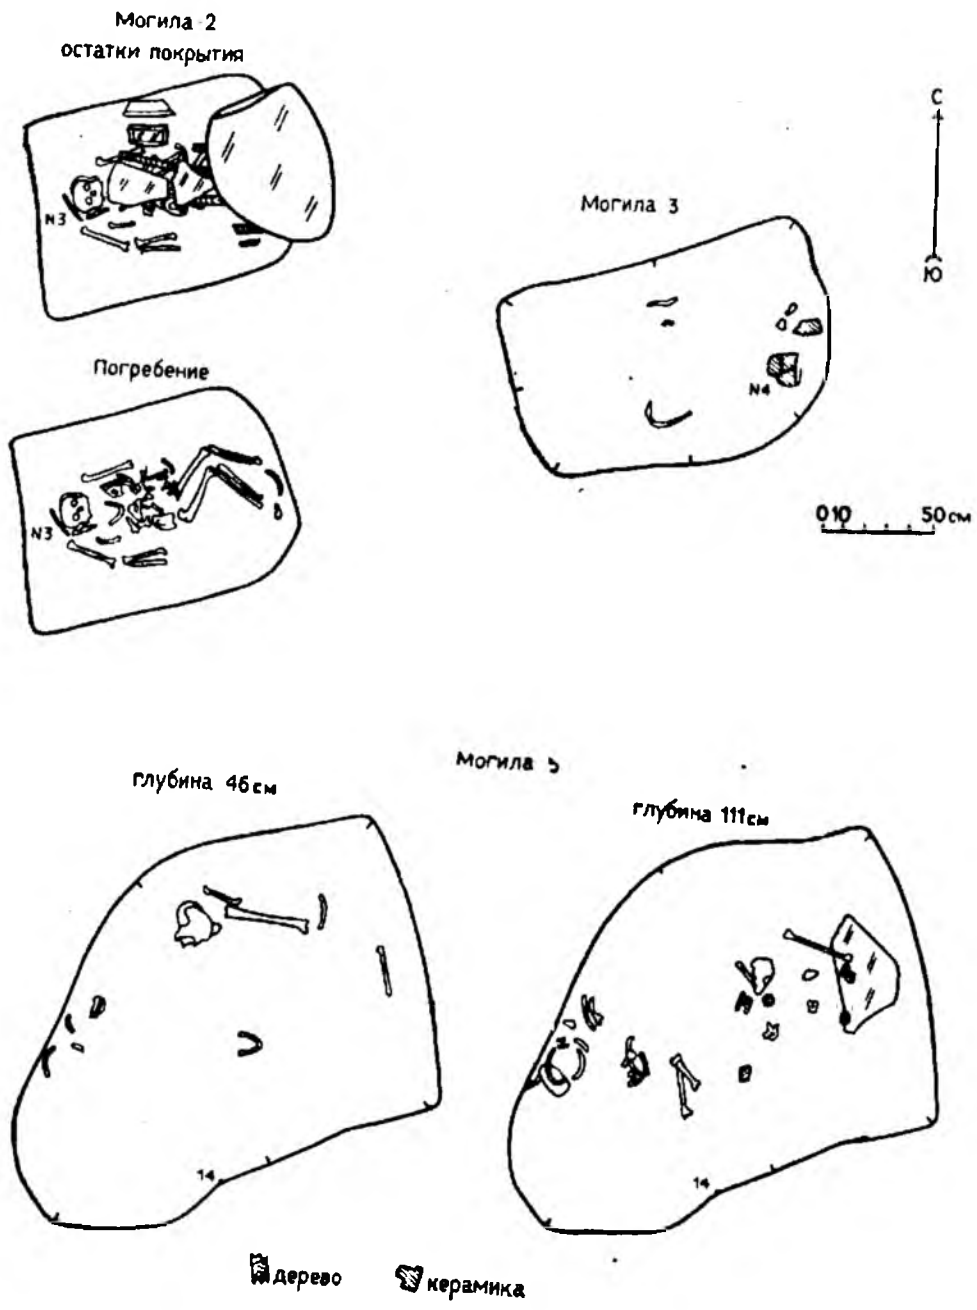 Могила 2
остатки покрытия
N3
С
Ю
Могила 3
N4
Погребение
N3
0 10 50 см
Могила 5
глубина 46 см
глубина 111 см
14
14
дерево
керамика